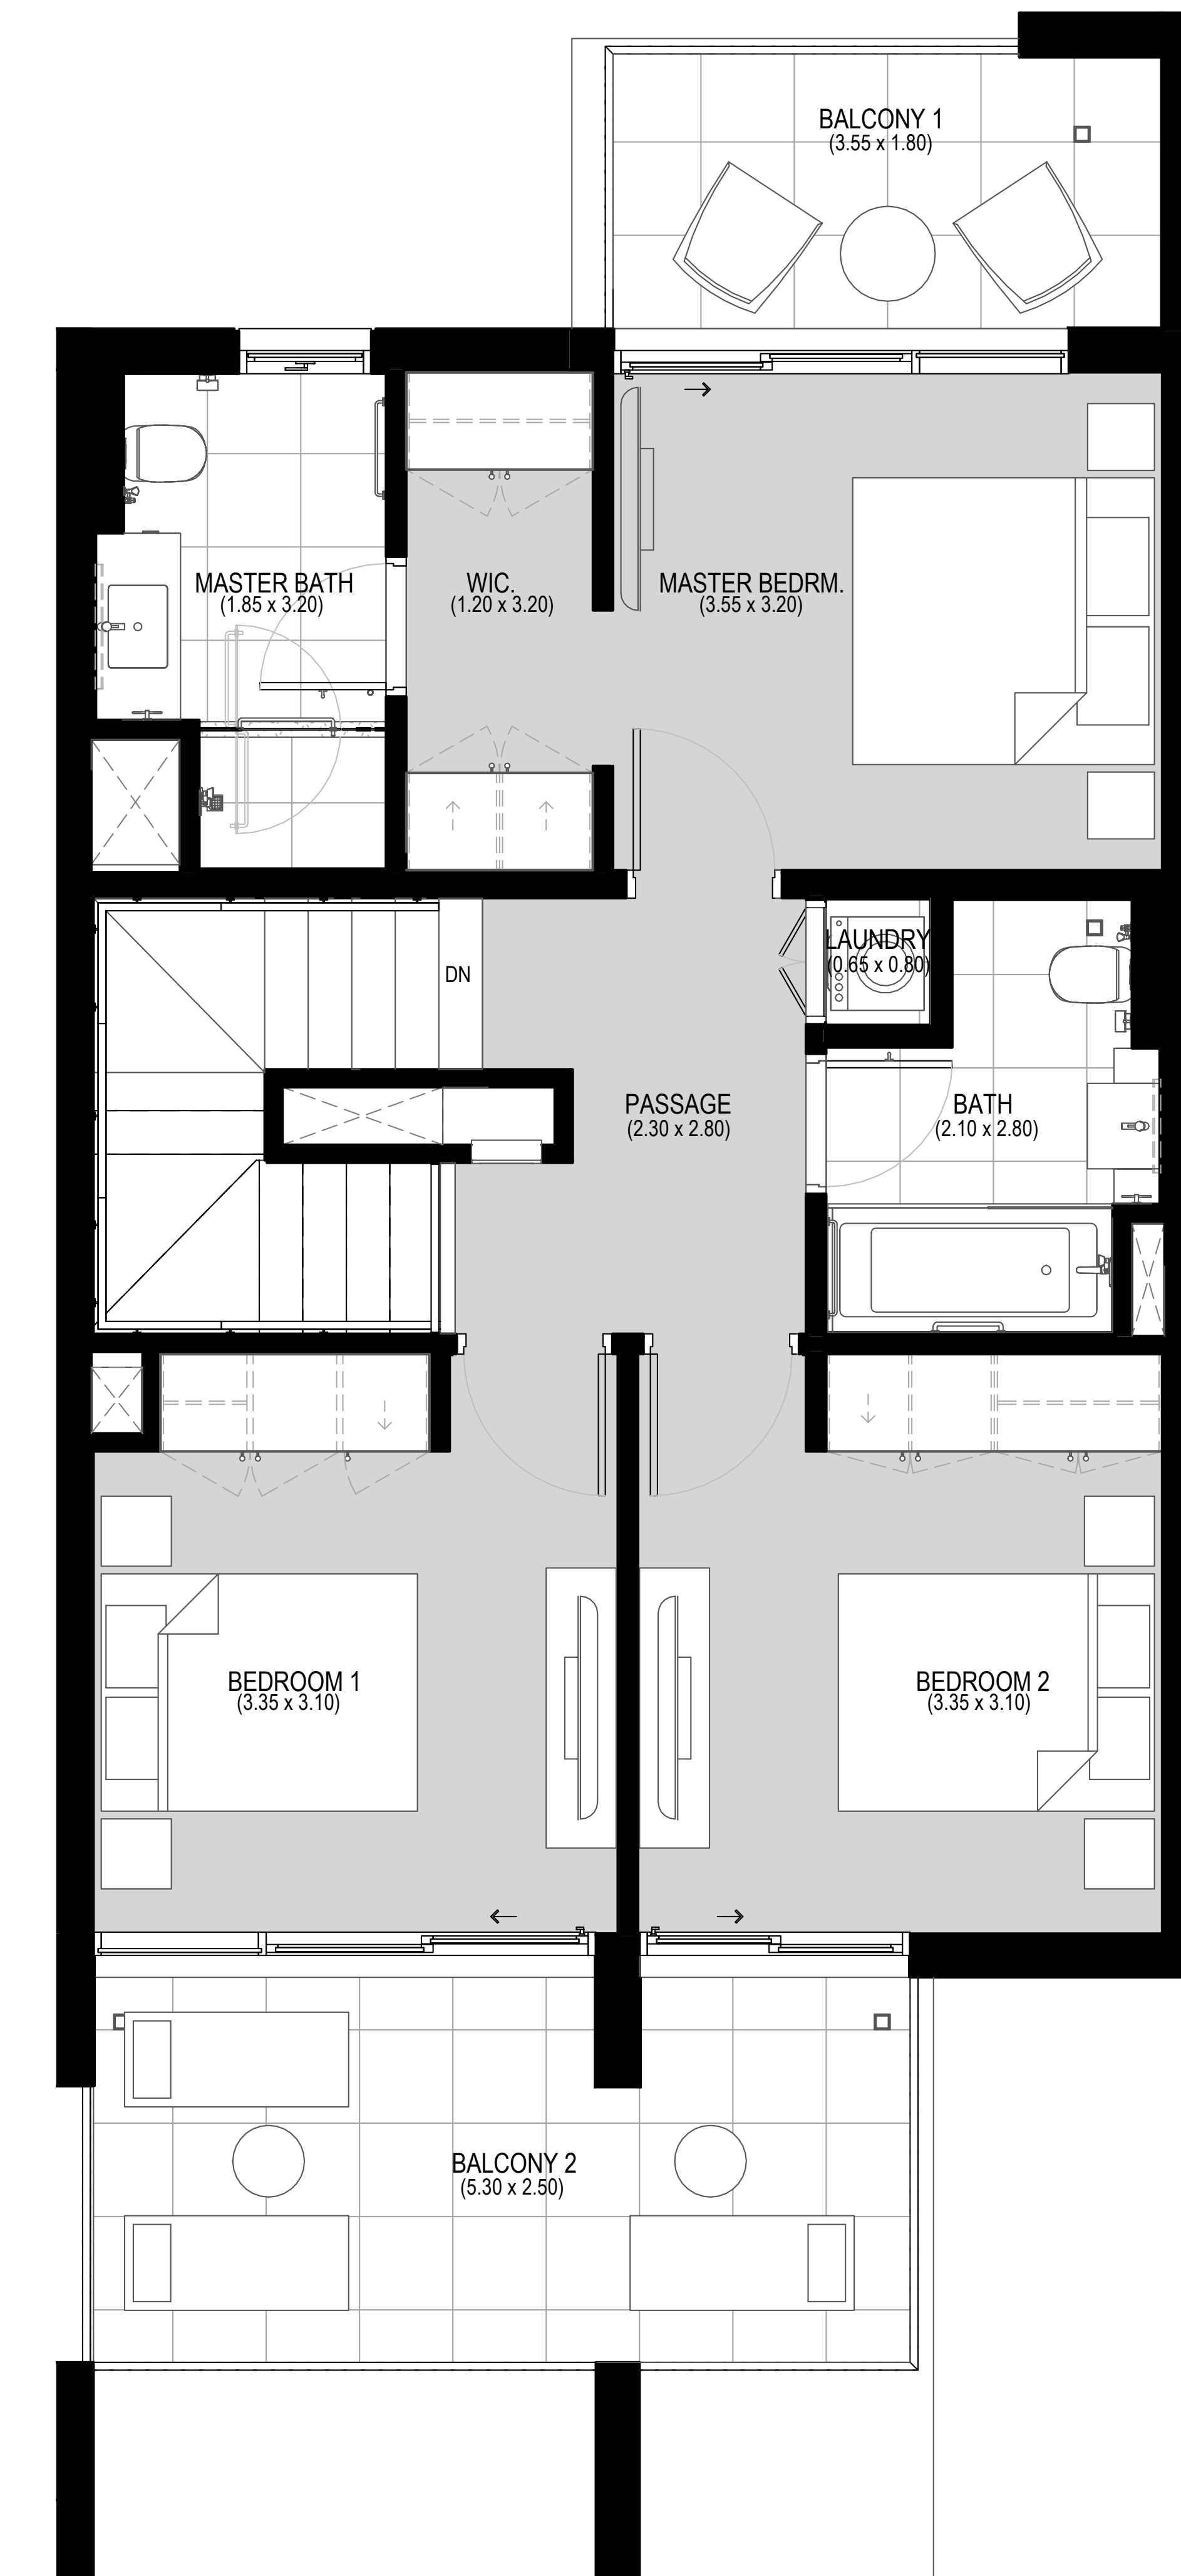 BALCONY 1
(3.55 x 1.80)
MASTER BATH
(1.85 x 3.20)
WIC.
(1.20 x 3.20)
MASTER BEDRM.
(3.55 x 3.20)
LAUNDRY
(0.65 x 0.80)
DN
PASSAGE
(2.30 x 2.80)
BATH
(2.10 x 2.80)
BEDROOM 1
(3.35 x 3.10)
BEDROOM 2
(3.35 x 3.10)
BALCONY 2
(5.30 x 2.50)